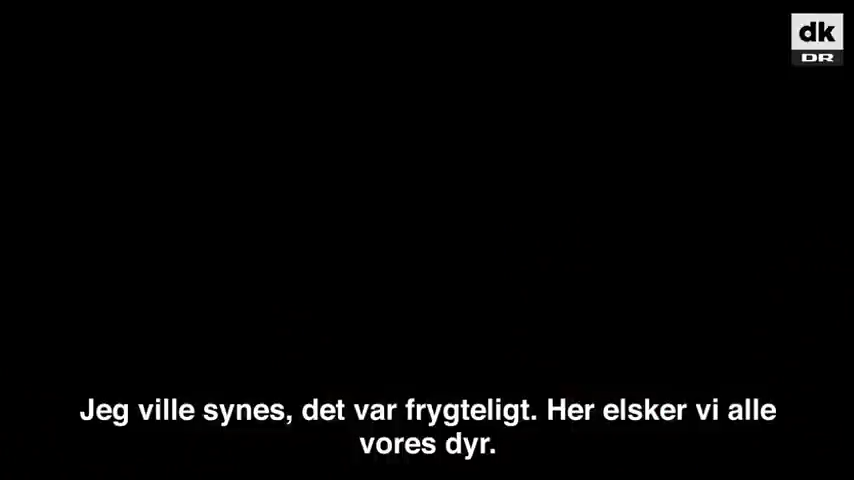 dk
DR
Jeg ville synes, det var frygteligt. Her elsker vi alle
vores dyr.